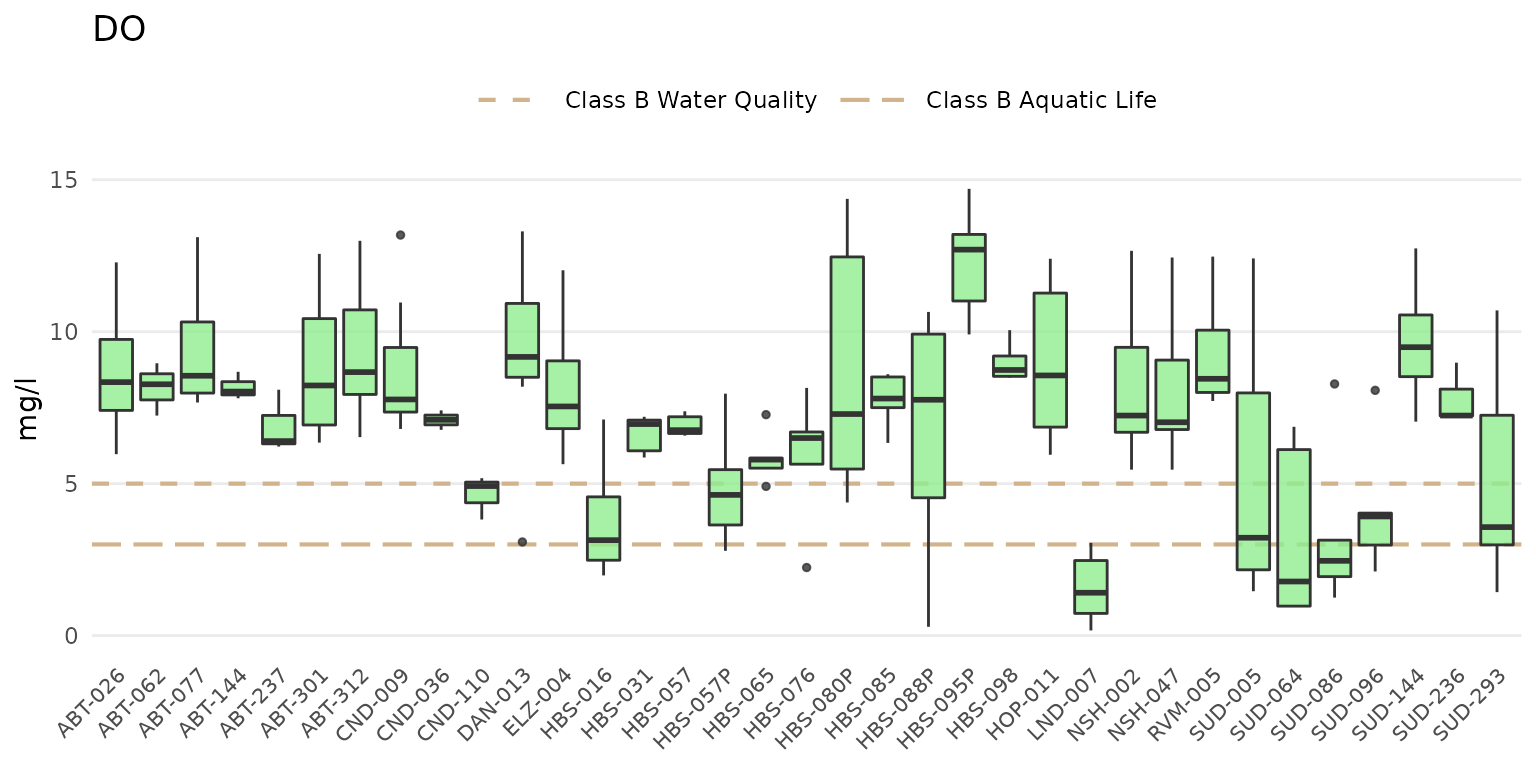 DO
Class B Water Quality Class B Aquatic Life
15
10
5
0
mg/l
ABT-026 ABT-062 ABT-077 ABT-144 ABT-237 ABT-301 ABT-312 CND-009 CND-036 CND-110 DAN-013 ELZ-004 HBS-016 HBS-031 HBS-057 HBS-057P HBS-065 HBS-076 HBS-080P HBS-085 HBS-088P HBS-095P HBS-098 HOP-011 LND-007 NSH-002 NSH-047 RVM-005 SUD-005 SUD-064 SUD-086 SUD-096 SUD-144 SUD-236 SUD-293